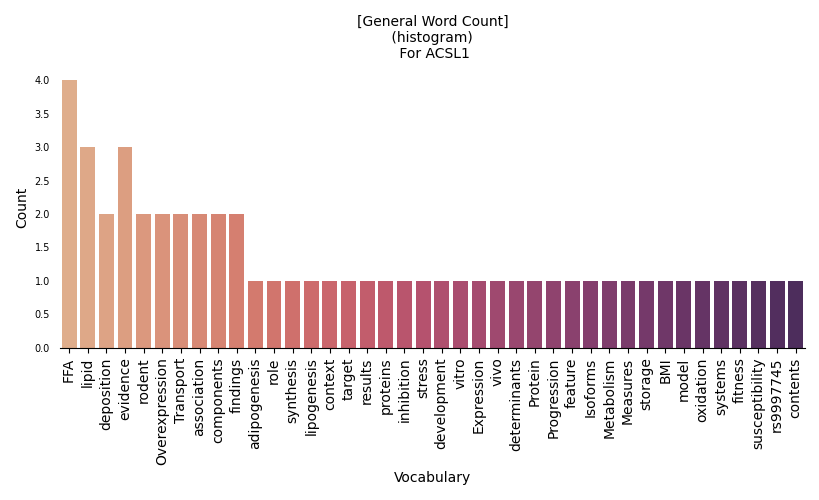 [General Word Count]
(histogram)
For ACSL1
Count
4.0
3.5
3.0
2.5
2.0
1.5
1.0
0.5
0.0
FFA
lipid
deposition
evidence
rodent
Overexpression
Transport
association
components
findings
adipogenesis
role
synthesis
lipogenesis
context
target
results
proteins
inhibition
stress
development
vitro
Expression
vivo
determinants
Protein
Progression
feature
Isoforms
Metabolism
Measures
storage
BMI
model
oxidation
systems
fitness
susceptibility
rs9997745
contents
Vocabulary